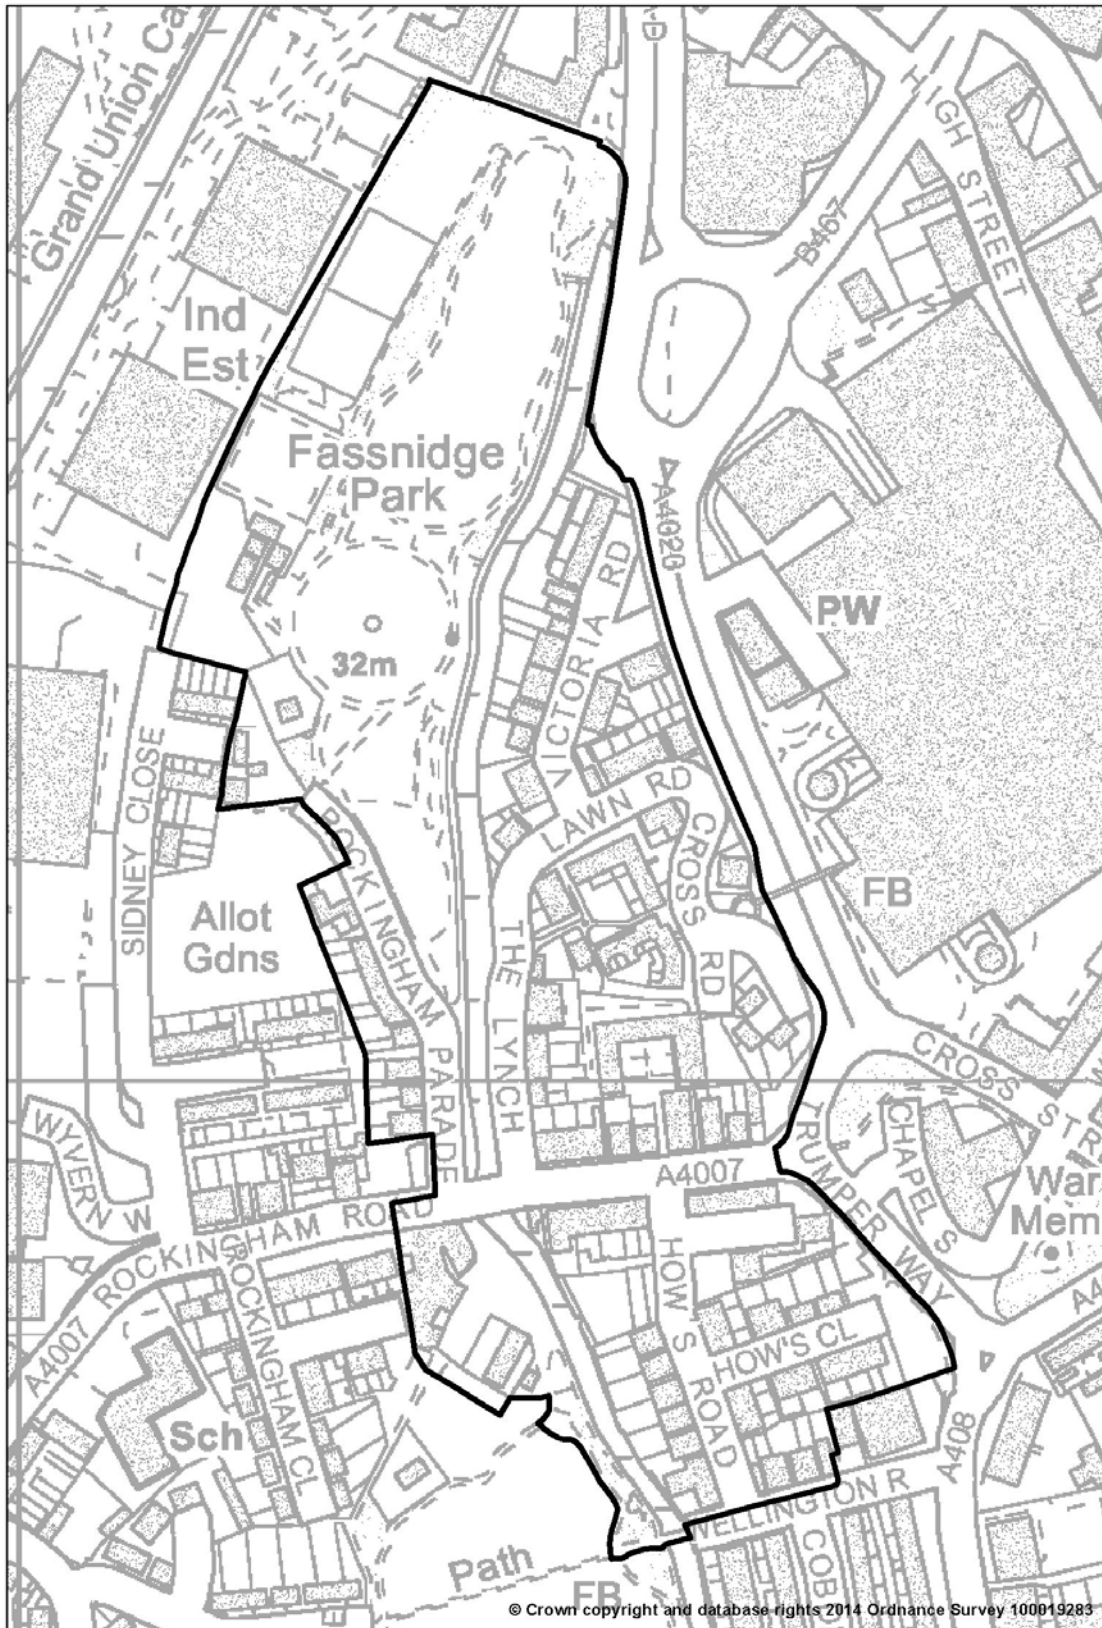 Grand Union Ca
A-D
HIGH STREET
B467
Ind
Est
Fassnidge
Park
A4020
VICTORIA RD
PW
32m
LAWN RD
CROSS RD
SIDNEY CLOSE
ROCKINGHAM PARADE
FB
Allot
Gdns
THE LYNCH
CROSS STRE
WYVERN W
TRUMPER WAY
CHAPEL S
A4007
War
Mem
ROCKINGHAM ROAD
A4007
HOW S ROAD
A4
ROCKINGHAM CL
HOW'S CL
Sch
A408
WELLINGTON R
COB
Path
FB
© Crown copyright and database rights 2014 Ordnance Survey 100019283